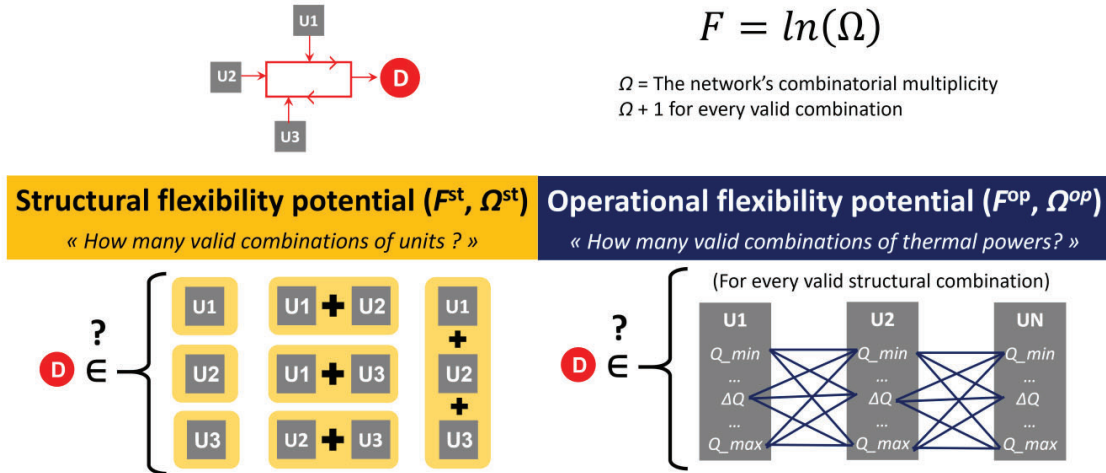 U1
U2
D
U3
F = ln(Ω)
Ω = The network's combinatorial multiplicity
Ω + 1 for every valid combination
Structural flexibility potential (Fˢᵗ, Ωˢᵗ)
« How many valid combinations of units ? »
D ? ∈
U1
U2
U3
U1 + U2
U1 + U3
U2 + U3
U1
+
U2
+
U3
Operational flexibility potential (Fᵒᵖ, Ωᵒᵖ)
« How many valid combinations of thermal powers? »
(For every valid structural combination)
D ? ∈
U1
Q_min
...
ΔQ
...
Q_max
U2
Q_min
...
ΔQ
...
Q_max
UN
Q_min
...
ΔQ
...
Q_max